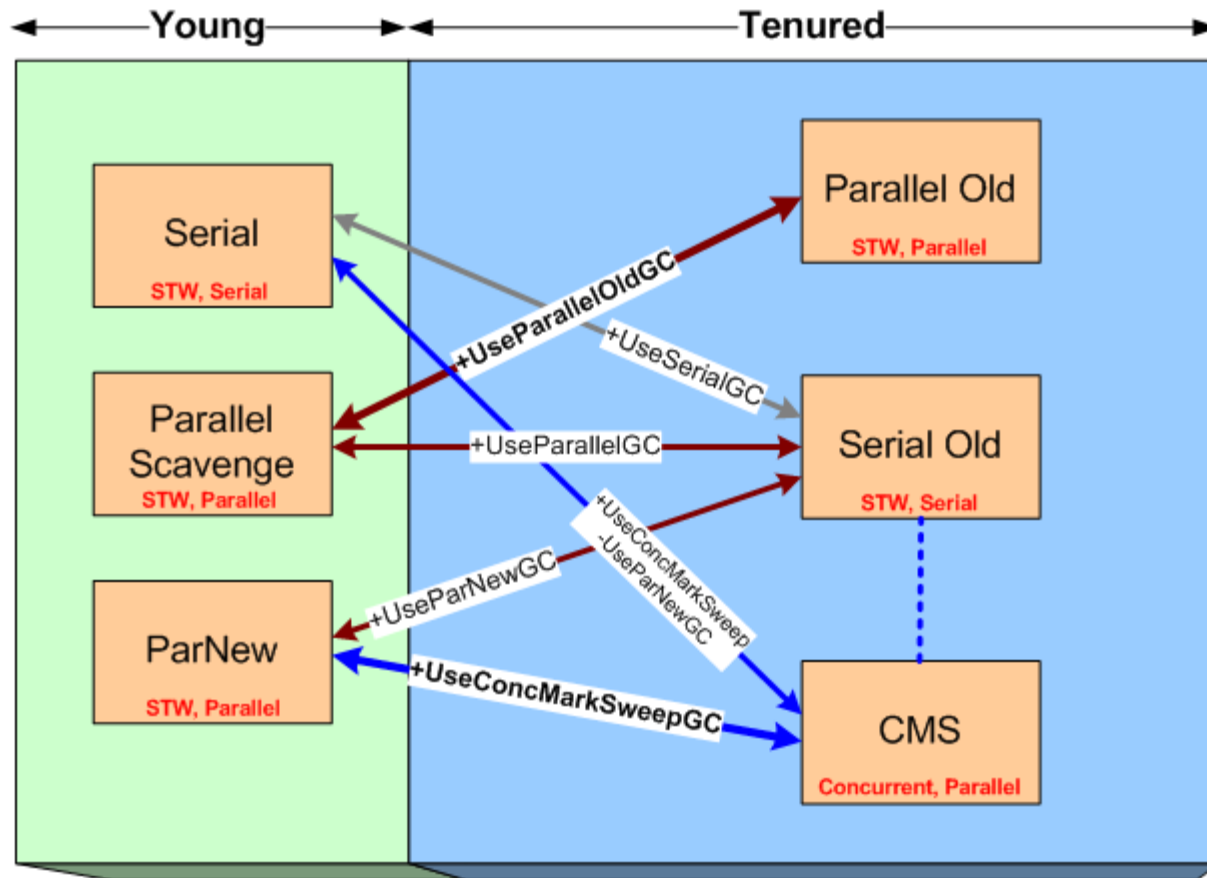 Young
Tenured
Serial
STW, Serial
Parallel
Scavenge
STW, Parallel
ParNew
STW, Parallel
+UseParallelOldGC
+UseSerialGC
+UseParallelGC
+UseConcMarkSweep
-UseParNewGC
+UseParNewGC
+UseConcMarkSweepGC
Parallel Old
STW, Parallel
Serial Old
STW, Serial
CMS
Concurrent, Parallel